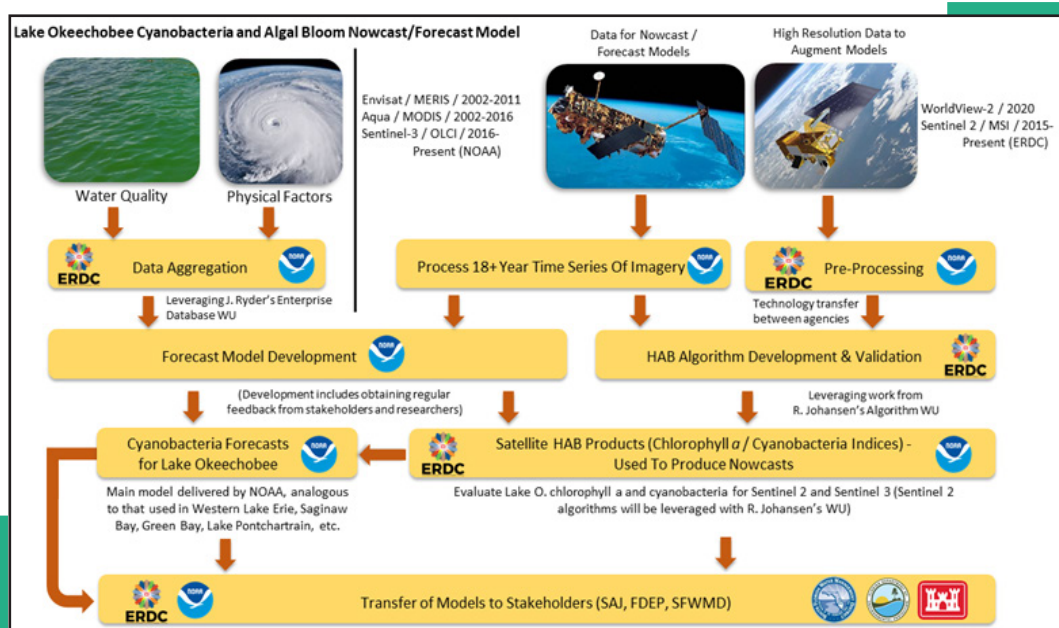 Lake Okeechobee Cyanobacteria and Algal Bloom Nowcast/Forecast Model
Data for Nowcast /
Forecast Models
High Resolution Data to
Augment Models
Envisat / MERIS / 2002-2011
Aqua / MODIS / 2002-2016
Sentinel-3 / OLCI / 2016-
Present (NOAA)
WorldView-2 / 2020
Sentinel 2 / MSI / 2015-
Present (ERDC)
Water Quality
Physical Factors
ERDC
Data Aggregation
NOAA
Process 18+ Year Time Series Of Imagery
NOAA
ERDC
Pre-Processing
NOAA
Leveraging J. Ryder's Enterprise
Database WU
Technology transfer
between agencies
Forecast Model Development
NOAA
HAB Algorithm Development & Validation
ERDC
(Development includes obtaining regular
feedback from stakeholders and researchers)
Leveraging work from
R. Johansen's Algorithm WU
Cyanobacteria Forecasts
for Lake Okeechobee
NOAA
ERDC
Satellite HAB Products (Chlorophyll a / Cyanobacteria Indices) -
Used To Produce Nowcasts
NOAA
Main model delivered by NOAA, analogous
to that used in Western Lake Erie, Saginaw
Bay, Green Bay, Lake Pontchartrain, etc.
Evaluate Lake O. chlorophyll a and cyanobacteria for Sentinel 2 and Sentinel 3 (Sentinel 2
algorithms will be leveraged with R. Johansen's WU)
ERDC
NOAA
Transfer of Models to Stakeholders (SAJ, FDEP, SFWMD)